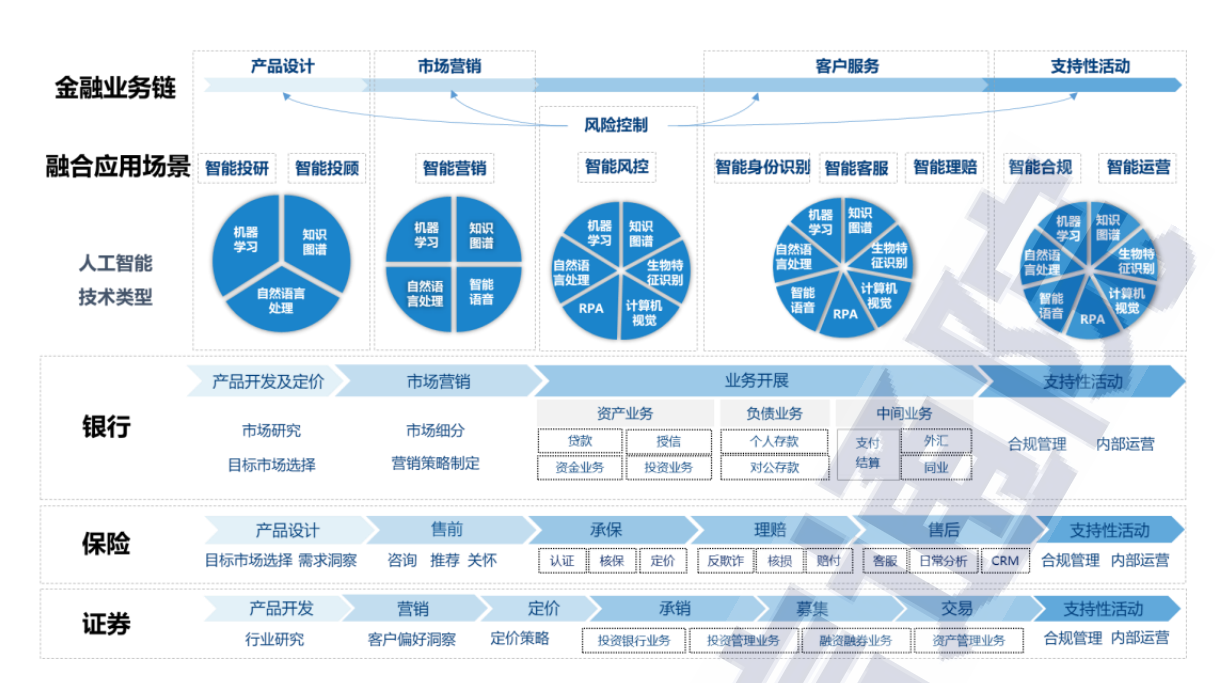 金融业务链
产品设计
市场营销
客户服务
支持性活动
风险控制
融合应用场景
智能投研
智能投顾
智能营销
智能风控
智能身份识别
智能客服
智能理赔
智能合规
智能运营
人工智能
技术类型
机器
学习
知识
图谱
自然语言
处理
机器
学习
知识
图谱
自然语
言处理
智能
语音
机器
学习
知识
图谱
自然语
言处理
生物特
征识别
RPA
计算机
视觉
机器
学习
知识
图谱
自然语
言处理
生物特
征识别
智能
语音
计算机
视觉
RPA
机器
学习
知识
图谱
自然语
言处理
生物特
征识别
智能
语音
计算机
视觉
RPA
银行
产品开发及定价
市场营销
业务开展
支持性活动
市场研究
目标市场选择
市场细分
营销策略制定
资产业务
贷款
授信
资金业务
投资业务
负债业务
个人存款
对公存款
中间业务
支付
结算
外汇
同业
合规管理
内部运营
保险
产品设计
售前
承保
理赔
售后
支持性活动
目标市场选择 需求洞察
咨询 推荐 关怀
认证
核保
定价
反欺诈
核损
赔付
客服
日常分析
CRM
合规管理 内部运营
证券
产品开发
营销
定价
承销
募集
交易
支持性活动
行业研究
客户偏好洞察
定价策略
投资银行业务
投资管理业务
融资融券业务
资产管理业务
合规管理 内部运营